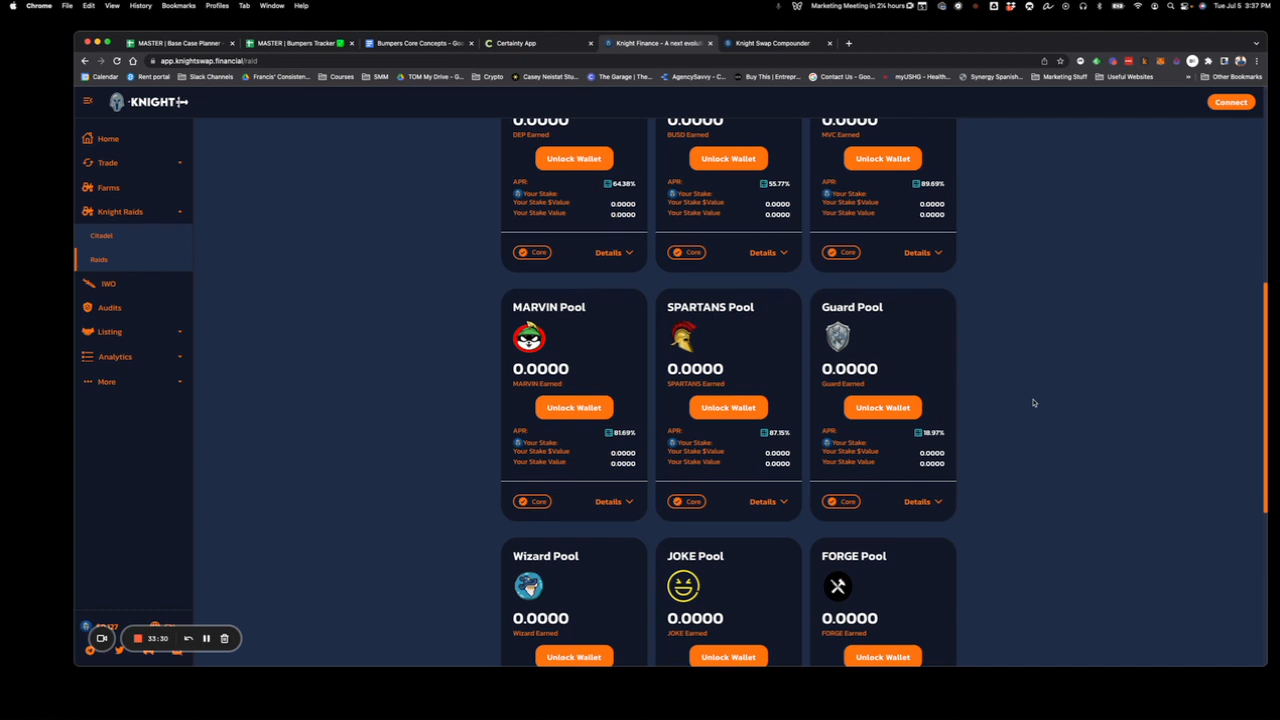 Chrome File Edit View History Bookmarks Profiles Tab Window Help
Marketing Meeting in 2¼ hours
Tue Jul 5 3:37 PM
MASTER | Base Case Planner
MASTER | Bumpers Tracker
Bumpers Core Concepts - Goo
Certainty App
Knight Finance - A next evolut
Knight Swap Compounder
app.knightswap.financial/raid
Calendar
Rent portal
Slack Channels
Francis' Consisten...
Courses
SMM
TOM My Drive - G...
Crypto
Casey Neistat Stu...
The Garage | The...
AgencySavvy - C...
Buy This | Entrepr...
Contact Us - Goo...
myUSHG - Health...
Synergy Spanish...
Marketing Stuff
Useful Websites
»
Other Bookmarks
KNIGHT
Connect
Home
Trade
Farms
Knight Raids
Citadel
Raids
IWO
Audits
Listing
Analytics
More
33:30
0.0000 0.0000 0.0000
DEP Earned BUSD Earned MVC Earned
Unlock Wallet Unlock Wallet Unlock Wallet
APR: 64.38% APR: 55.77% APR: 89.69%
Your Stake: Your Stake: Your Stake:
Your Stake $Value 0.0000 Your Stake $Value 0.0000 Your Stake $Value 0.0000
Your Stake Value 0.0000 Your Stake Value 0.0000 Your Stake Value 0.0000
Core Details Core Details Core Details
MARVIN Pool SPARTANS Pool Guard Pool
0.0000 0.0000 0.0000
MARVIN Earned SPARTANS Earned Guard Earned
Unlock Wallet Unlock Wallet Unlock Wallet
APR: 81.69% APR: 87.15% APR: 18.97%
Your Stake: Your Stake: Your Stake:
Your Stake $Value 0.0000 Your Stake $Value 0.0000 Your Stake $Value 0.0000
Your Stake Value 0.0000 Your Stake Value 0.0000 Your Stake Value 0.0000
Core Details Core Details Core Details
Wizard Pool JOKE Pool FORGE Pool
0.0000 0.0000 0.0000
Wizard Earned JOKE Earned FORGE Earned
Unlock Wallet Unlock Wallet Unlock Wallet